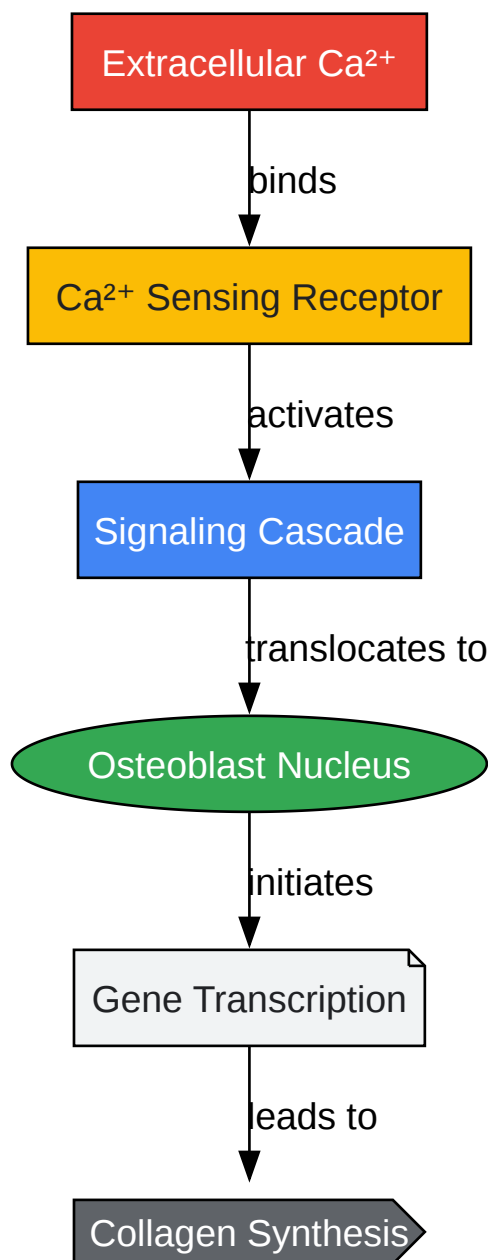 Extracellular Ca²⁺
binds
Ca²⁺ Sensing Receptor
activates
Signaling Cascade
translocates to
Osteoblast Nucleus
initiates
Gene Transcription
leads to
Collagen Synthesis